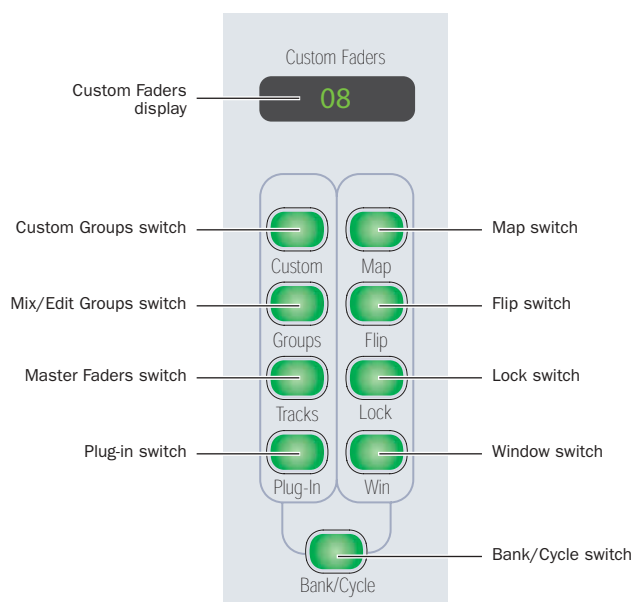 Custom Faders
Custom Faders
display
08
Custom Groups switch
Map switch
Custom
Map
Mix/Edit Groups switch
Flip switch
Groups
Flip
Master Faders switch
Lock switch
Tracks
Lock
Plug-in switch
Window switch
Plug-In
Win
Bank/Cycle switch
Bank/Cycle